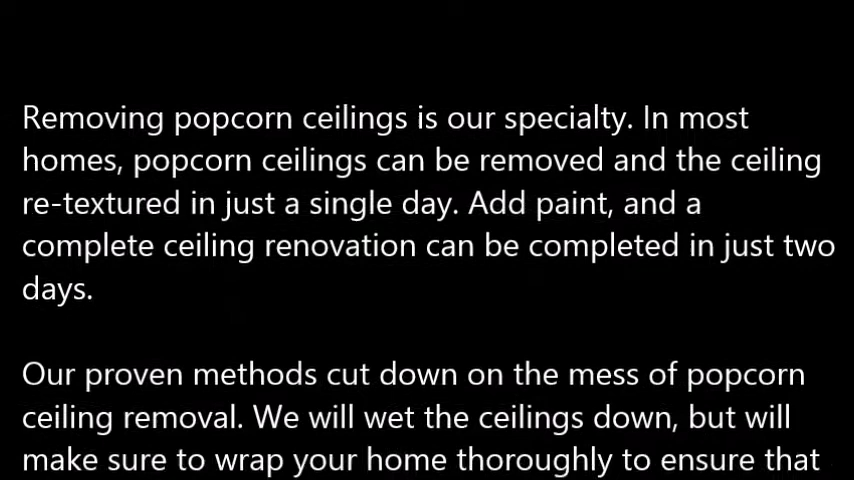 Removing popcorn ceilings is our specialty. In most
homes, popcorn ceilings can be removed and the ceiling
re-textured in just a single day. Add paint, and a
complete ceiling renovation can be completed in just two
days.
Our proven methods cut down on the mess of popcorn
ceiling removal. We will wet the ceilings down, but will
make sure to wrap your home thoroughly to ensure that